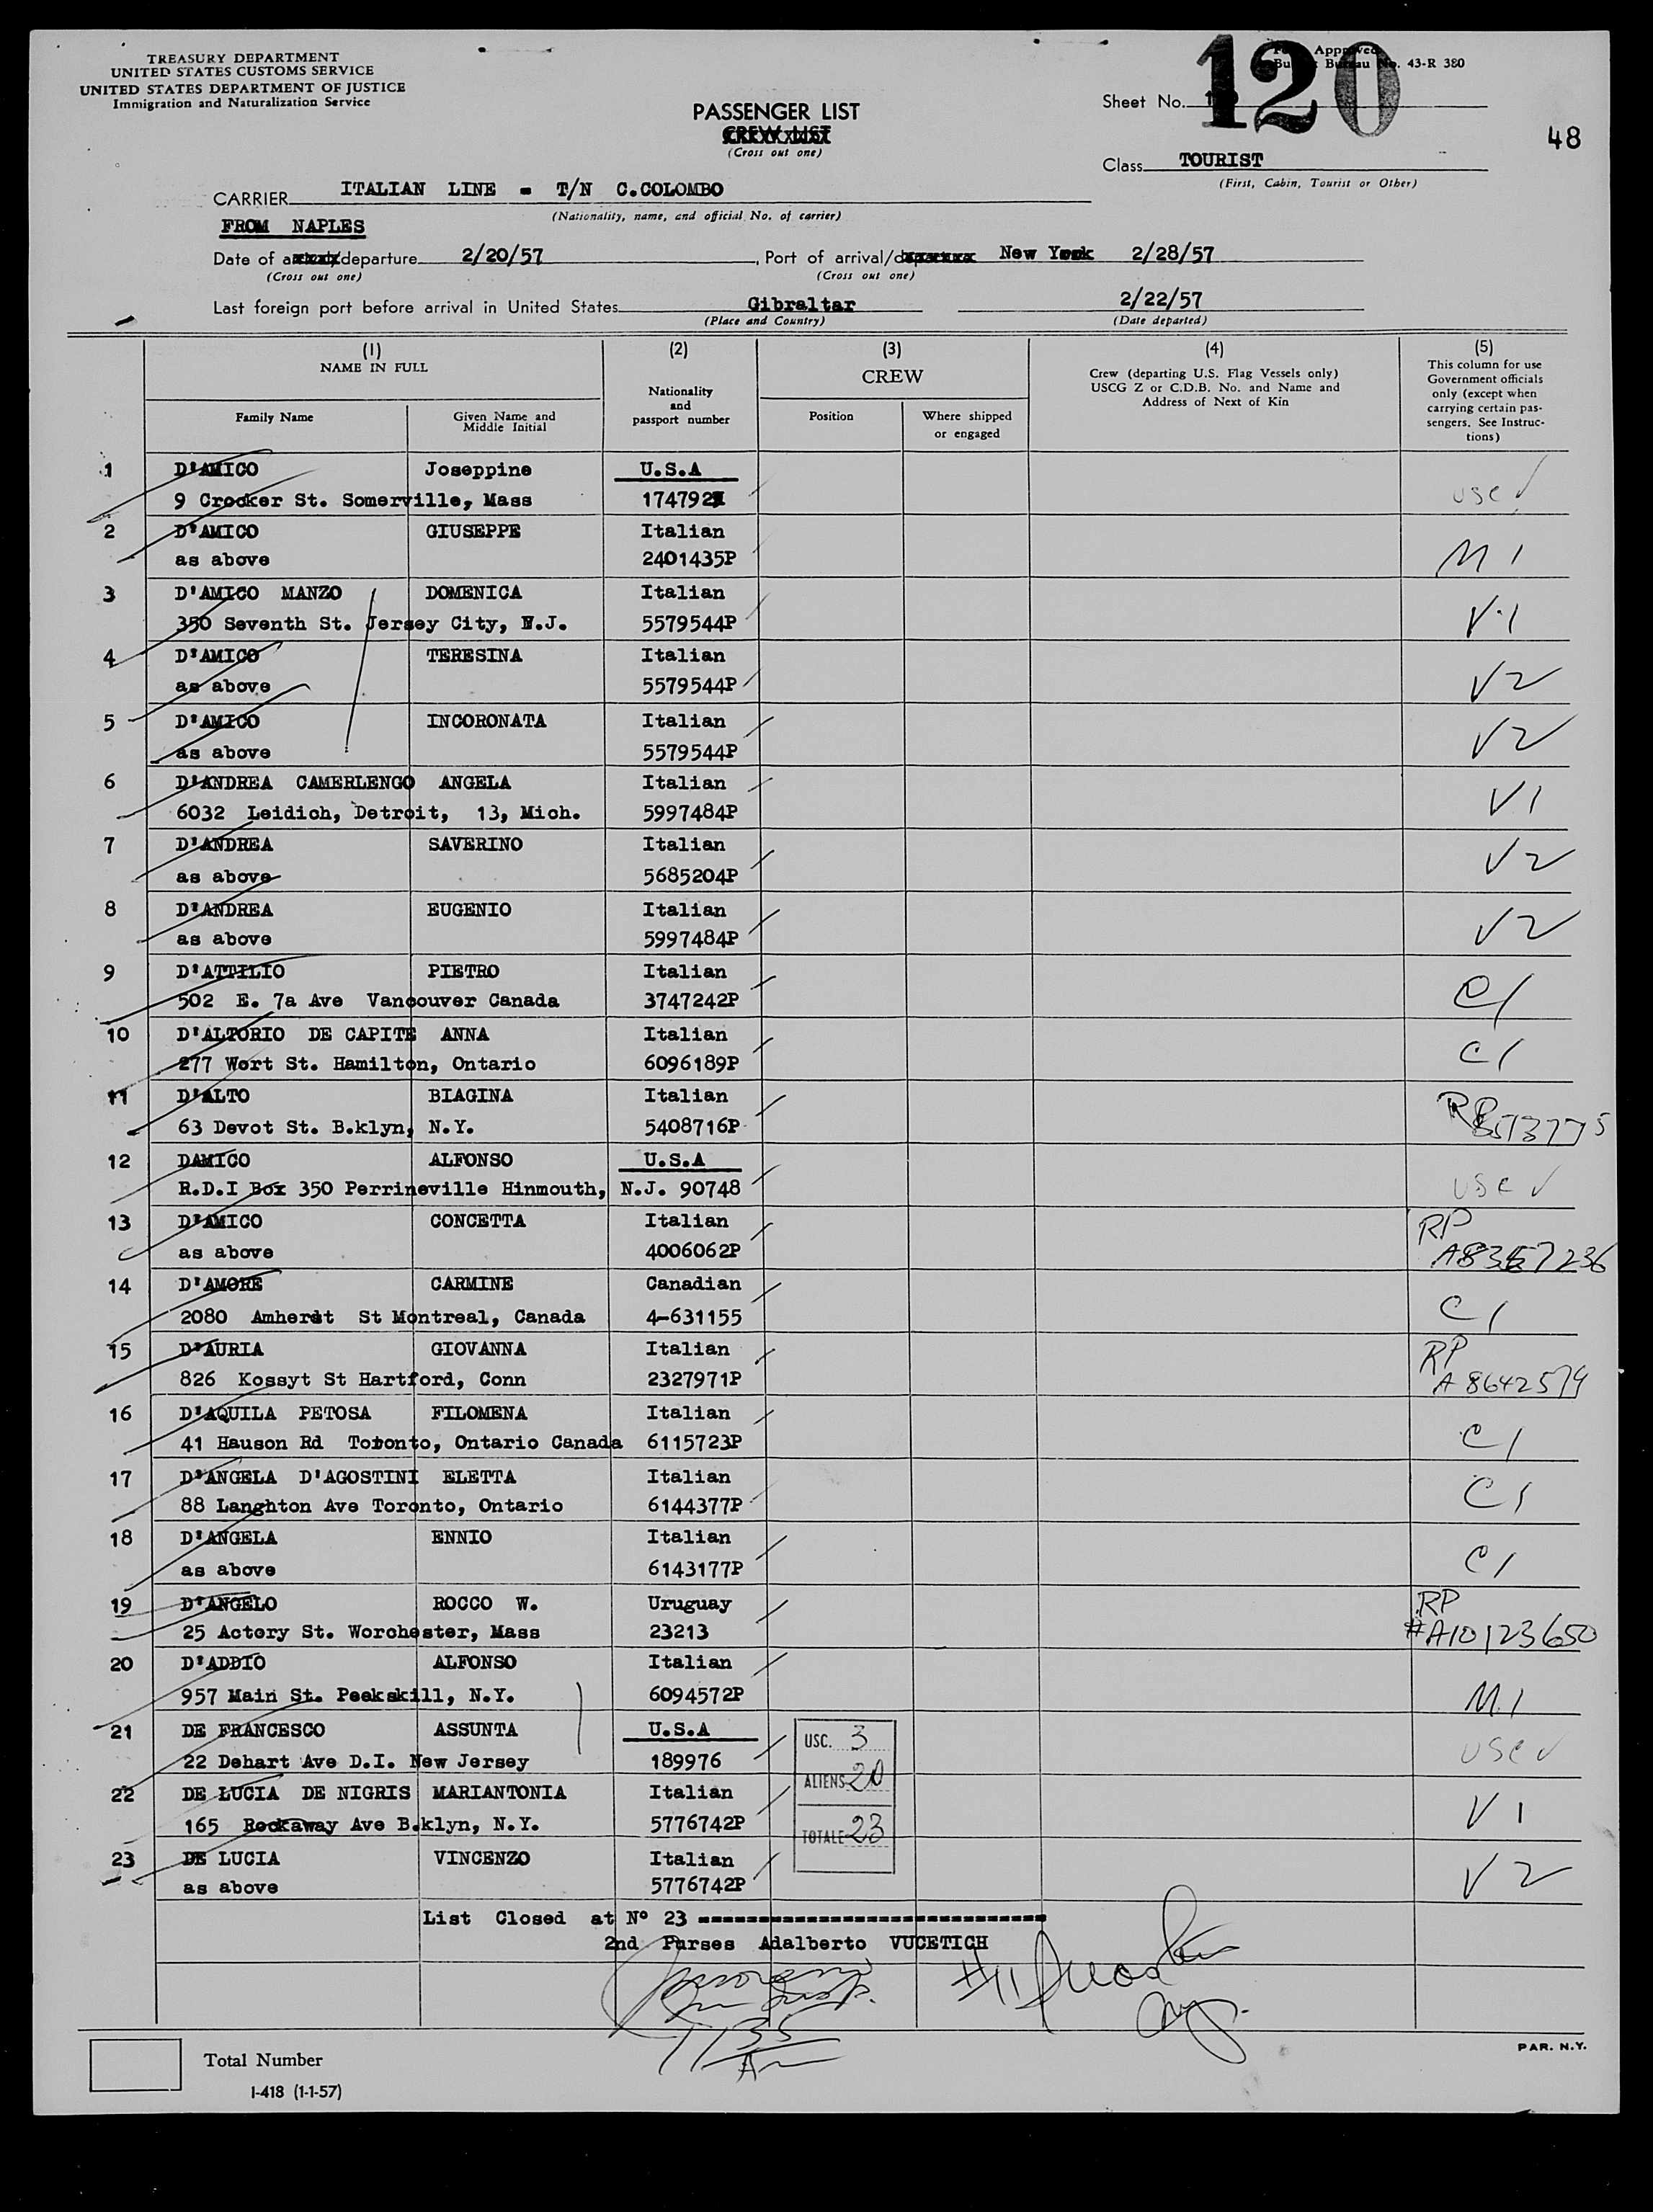 TREASURY DEPARTMENT
UNITED STATES CUSTOMS SERVICE
UNITED STATES DEPARTMENT OF JUSTICE
Immigration and Naturalization Service
Approved
Bureau No. 43-R 380
Sheet No. 120
48
PASSENGER LIST
CREW LIST
(Cross out one)
Class TOURIST
(First, Cabin, Tourist or Other)
CARRIER ITALIAN LINE - T/N C.COLOMBO
(Nationality, name, and official No. of carrier)
FROM NAPLES
Date of departure 2/20/57, Port of arrival/ New York 2/28/57
(Cross out one) (Cross out one)
Last foreign port before arrival in United States Gibraltar 2/22/57
(Place and Country) (Date departed)
(1) NAME IN FULL
Family Name
Given Name and Middle Initial
(2) Nationality and passport number
(3) CREW
Position
Where shipped or engaged
(4) Crew (departing U.S. Flag Vessels only) USCG Z or C.D.B. No. and Name and Address of Next of Kin
(5) This column for use Government officials only (except when carrying certain passengers. See Instructions)
1 D'AMICO Joseppine U.S.A
9 Crocker St. Somerville, Mass 174792 usc ✓
2 D'AMICO GIUSEPPE Italian
as above 2401435P M 1
3 D'AMICO MANZO DOMENICA Italian
350 Seventh St. Jersey City, N.J. 5579544P V.1
4 D'AMICO TERESINA Italian
as above 5579544P V2
5 D'AMICO INCORONATA Italian
as above 5579544P V2
6 D'ANDREA CAMERLENGO ANGELA Italian
6032 Leidich, Detroit, 13, Mich. 5997484P V1
7 D'ANDREA SAVERINO Italian
as above 5685204P V2
8 D'ANDREA EUGENIO Italian
as above 5997484P V2
9 D'ATTILIO PIETRO Italian
502 E. 7a Ave Vancouver Canada 3747242P C1
10 D'ALTORIO DE CAPITE ANNA Italian
277 Wort St. Hamilton, Ontario 6096189P C1
11 D'ALTO BIAGINA Italian
63 Devot St. B.klyn, N.Y. 5408716P
12 DAMICO ALFONSO U.S.A
R.D.I Box 350 Perrineville Hinmouth, N.J. 90748 usc ✓
13 D'AMICO CONCETTA Italian RP
as above 4006062P
14 D'AMORE CARMINE Canadian
2080 Amherst St Montreal, Canada 4-631155 C1
15 D'AURIA GIOVANNA Italian RP
826 Kossyt St Hartford, Conn 2327971P
16 D'AQUILA PETOSA FILOMENA Italian
41 Hauson Rd Toronto, Ontario Canada 6115723P C1
17 D'ANGELA D'AGOSTINI ELETTA Italian
88 Langhton Ave Toronto, Ontario 6144377P C1
18 D'ANGELA ENNIO Italian
as above 6143177P C1
19 D'ANGELO ROCCO W. Uruguay RP
25 Actory St. Worchester, Mass 23213 #A10123650
20 D'ADDIO ALFONSO Italian
957 Main St. Peekskill, N.Y. 6094572P M.1
21 DE FRANCESCO ASSUNTA U.S.A
22 Dehart Ave D.I. New Jersey 189976 usc ✓
22 DE LUCIA DE NIGRIS MARIANTONIA Italian
165 Rockaway Ave B.klyn, N.Y. 5776742P V 1
23 DE LUCIA VINCENZO Italian
as above 5776742P V 2
USC. 3
ALIENS 20
TOTALE 23
List Closed at Nº 23
2nd Purses Adalberto VUCETICH
Total Number
I-418 (1-1-57)
PAR. N.Y.